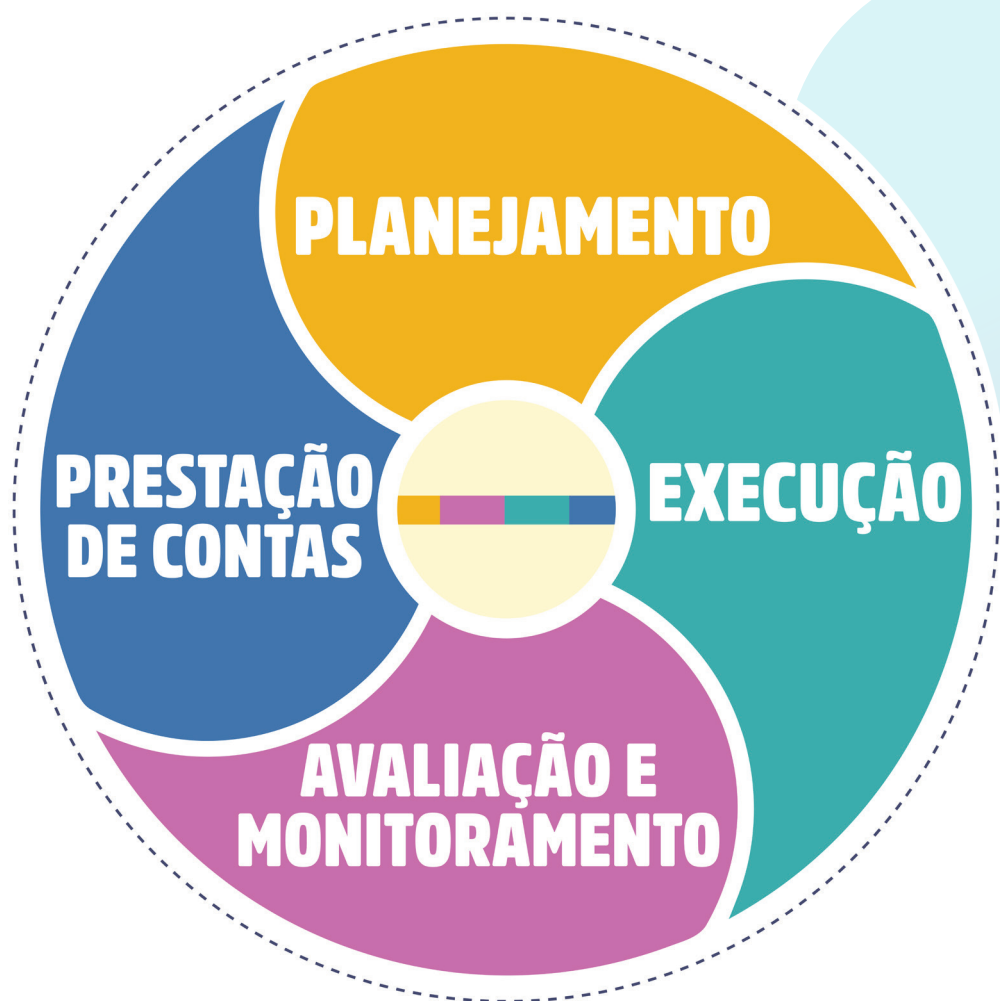 PLANEJAMENTO
EXECUÇÃO
AVALIAÇÃO E
MONITORAMENTO
PRESTAÇÃO
DE CONTAS